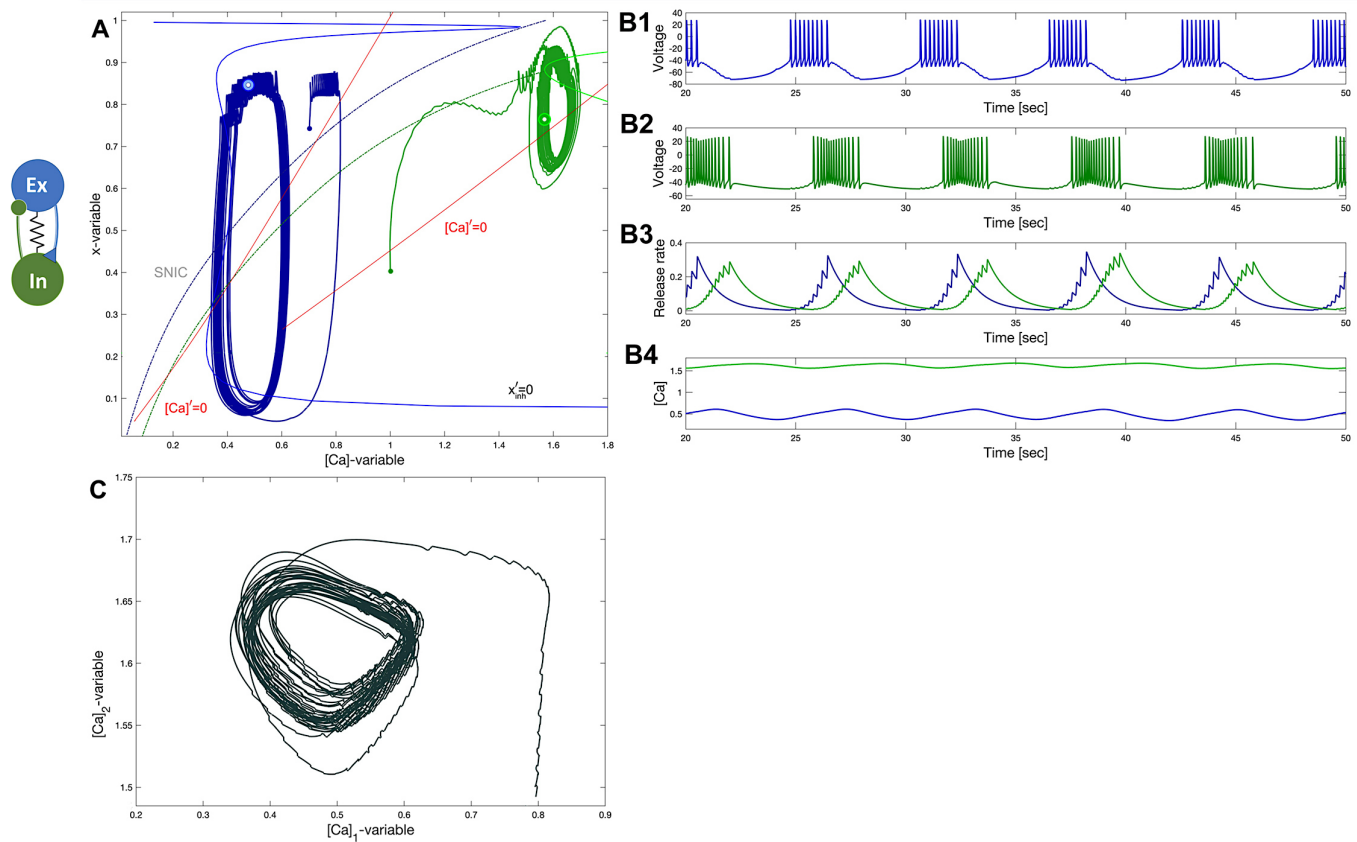 Ex
In
A
1
0.9
0.8
0.7
0.6
0.5
0.4
0.3
0.2
0.1
x-variable
SNIC
[Ca]′=0
[Ca]′=0
x′inh=0
0.2 0.4 0.6 0.8 1 1.2 1.4 1.6 1.8
[Ca]-variable
B1
40
20
0
-20
-40
-60
-80
Voltage
20 25 30 35 40 45 50
Time [sec]
B2
40
20
0
-20
-40
-60
Voltage
20 25 30 35 40 45 50
Time [sec]
B3
0.4
0.2
0
Release rate
20 25 30 35 40 45 50
Time [sec]
B4
1.5
1
0.5
[Ca]
20 25 30 35 40 45 50
Time [sec]
C
1.75
1.7
1.65
1.6
1.55
1.5
[Ca]2-variable
0.2 0.3 0.4 0.5 0.6 0.7 0.8 0.9
[Ca]1-variable